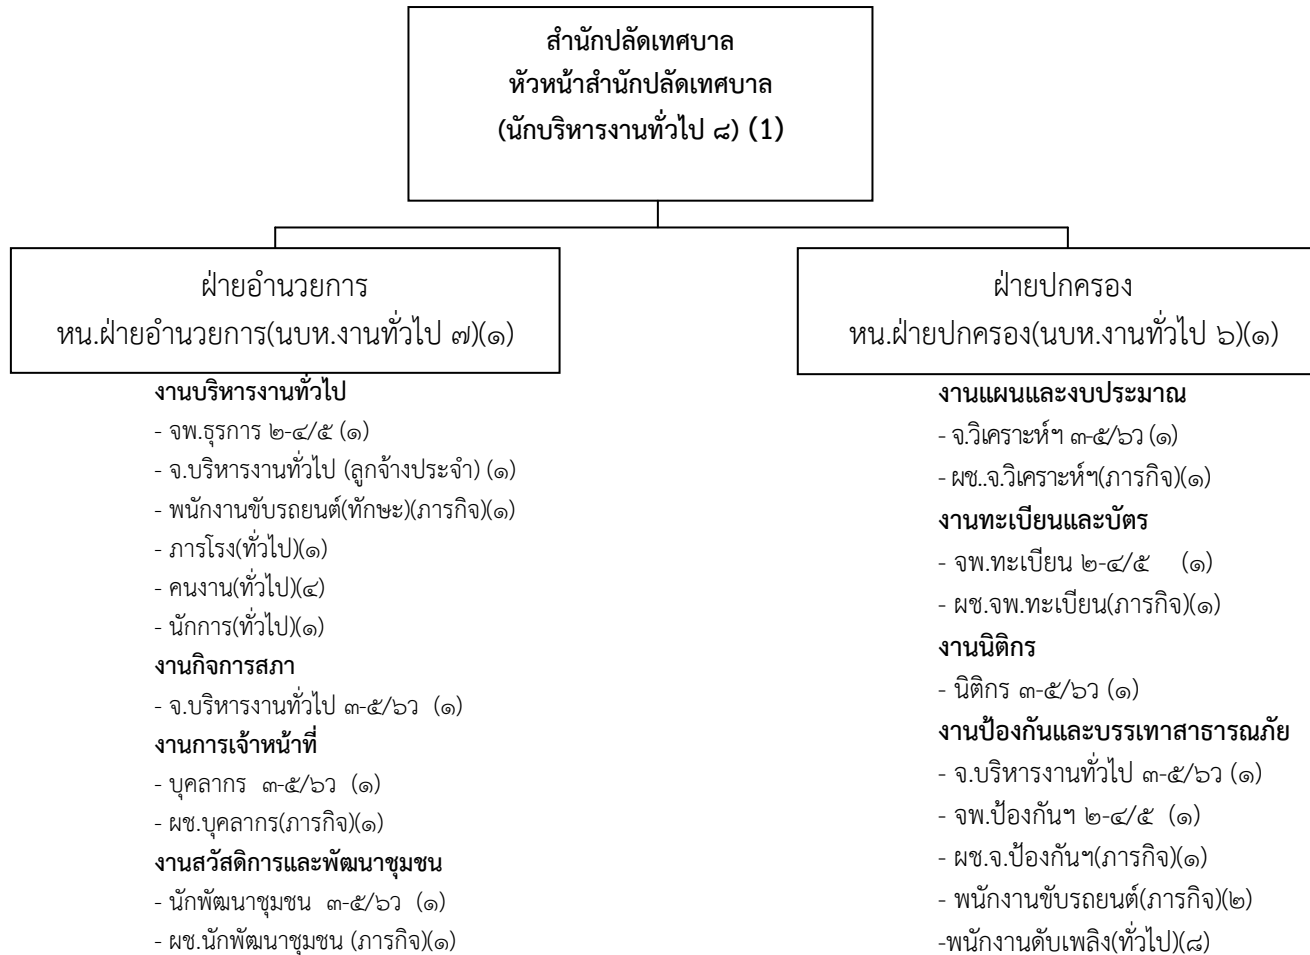 สำนักปลัดเทศบาล
หัวหน้าสำนักปลัดเทศบาล
(นักบริหารงานทั่วไป ๘) (1)
ฝ่ายอำนวยการ
หน.ฝ่ายอำนวยการ(นบห.งานทั่วไป ๗)(๑)
งานบริหารงานทั่วไป
- จพ.ธุรการ ๒-๔/๕ (๑)
- จ.บริหารงานทั่วไป (ลูกจ้างประจำ) (๑)
- พนักงานขับรถยนต์(ทักษะ)(ภารกิจ)(๑)
- ภารโรง(ทั่วไป)(๑)
- คนงาน(ทั่วไป)(๔)
- นักการ(ทั่วไป)(๑)
งานกิจการสภา
- จ.บริหารงานทั่วไป ๓-๕/๖ว (๑)
งานการเจ้าหน้าที่
- บุคลากร ๓-๕/๖ว (๑)
- ผช.บุคลากร(ภารกิจ)(๑)
งานสวัสดิการและพัฒนาชุมชน
- นักพัฒนาชุมชน ๓-๕/๖ว (๑)
- ผช.นักพัฒนาชุมชน (ภารกิจ)(๑)
ฝ่ายปกครอง
หน.ฝ่ายปกครอง(นบห.งานทั่วไป ๖)(๑)
งานแผนและงบประมาณ
- จ.วิเคราะห์ฯ ๓-๕/๖ว (๑)
- ผช..จ.วิเคราะห์ฯ(ภารกิจ)(๑)
งานทะเบียนและบัตร
- จพ.ทะเบียน ๒-๔/๕ (๑)
- ผช.จพ.ทะเบียน(ภารกิจ)(๑)
งานนิติกร
- นิติกร ๓-๕/๖ว (๑)
งานป้องกันและบรรเทาสาธารณภัย
- จ.บริหารงานทั่วไป ๓-๕/๖ว (๑)
- จพ.ป้องกันฯ ๒-๔/๕ (๑)
- ผช.จ.ป้องกันฯ(ภารกิจ)(๑)
- พนักงานขับรถยนต์(ภารกิจ)(๒)
-พนักงานดับเพลิง(ทั่วไป)(๘)